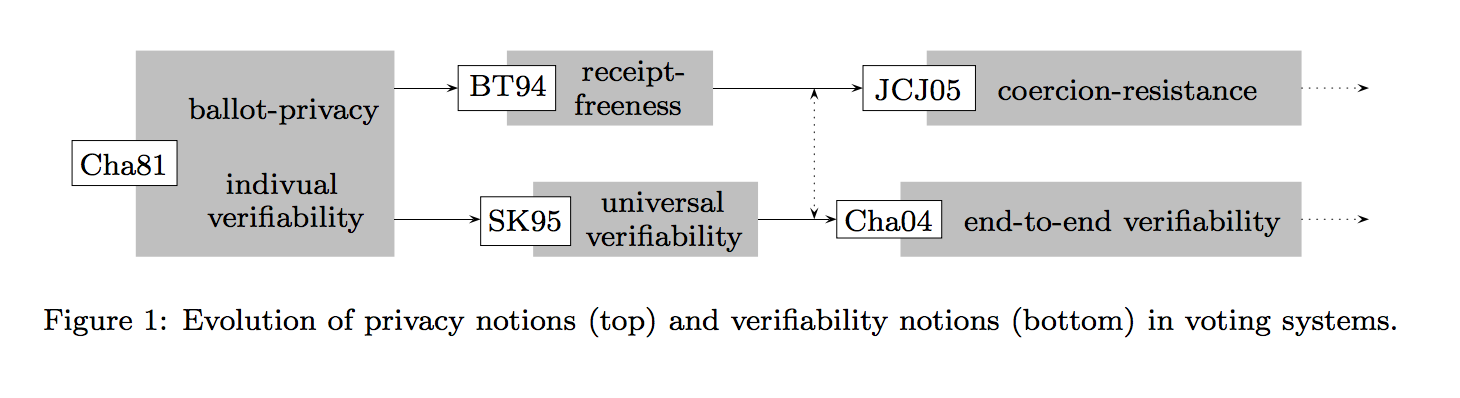 Cha81
ballot-privacy
indivual
verifiability
BT94
receipt-
freeness
JCJ05
coercion-resistance
SK95
universal
verifiability
Cha04
end-to-end verifiability
Figure 1: Evolution of privacy notions (top) and verifiability notions (bottom) in voting systems.